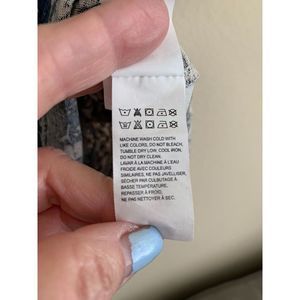 MACHINE WASH COLD WITH
LIKE COLORS, DO NOT BLEACH,
TUMBLE DRY LOW, COOL IRON,
DO NOT DRY CLEAN.
LAVAR À LA MACHINE À L'EAU
FROIDE AVEC COULEURS
SIMILAIRES, NE PAS JAVELLISER,
SÉCHER PAR CULBUTAGE À
BASSE TEMPÉRATURE,
REPASSER À FROID,
NE PAS NETTOYER À SEC.